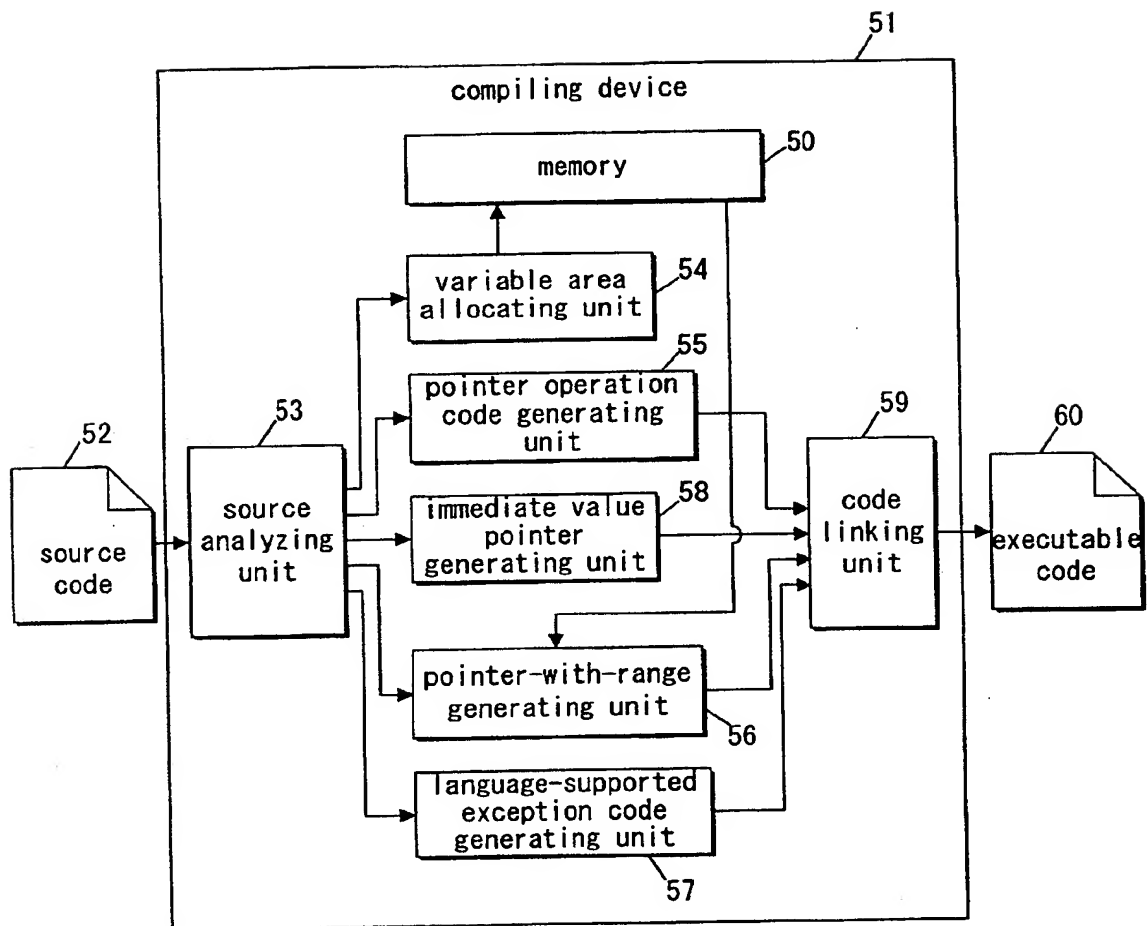 51
compiling device
50
memory
variable area
allocating unit
54
55
pointer operation
code generating
unit
52
source
code
53
source
analyzing
unit
immediate value
pointer
generating unit
58
59
code
linking
unit
60
executable
code
pointer-with-range
generating unit
56
language-supported
exception code
generating unit
57